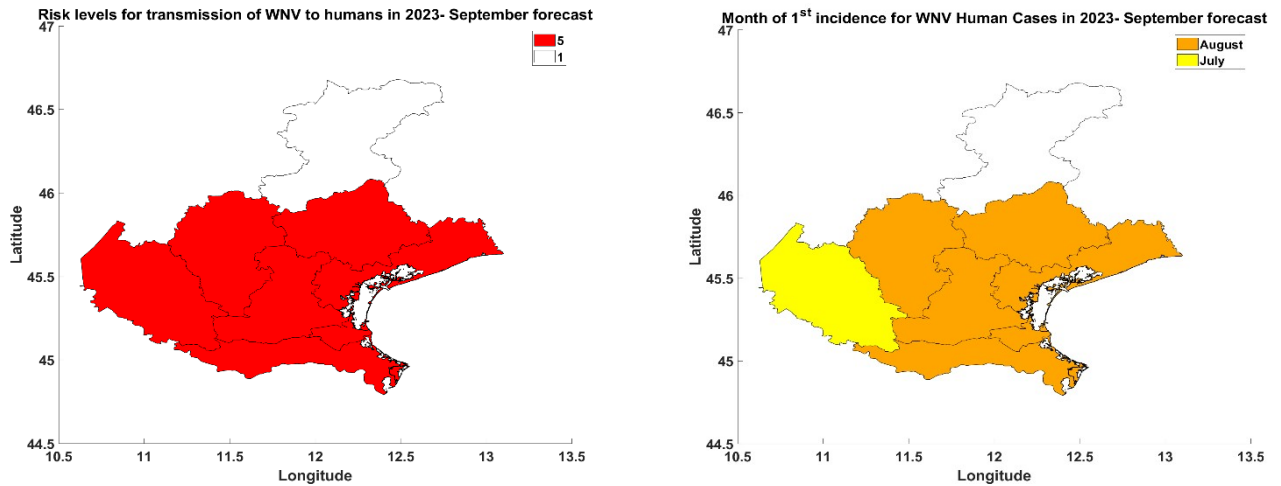 Risk levels for transmission of WNV to humans in 2023- September forecast
5
1
47
46.5
46
45.5
45
44.5
Latitude
10.5 11 11.5 12 12.5 13 13.5
Longitude
Month of 1st incidence for WNV Human Cases in 2023- September forecast
August
July
47
46.5
46
45.5
45
44.5
Latitude
10.5 11 11.5 12 12.5 13 13.5
Longitude